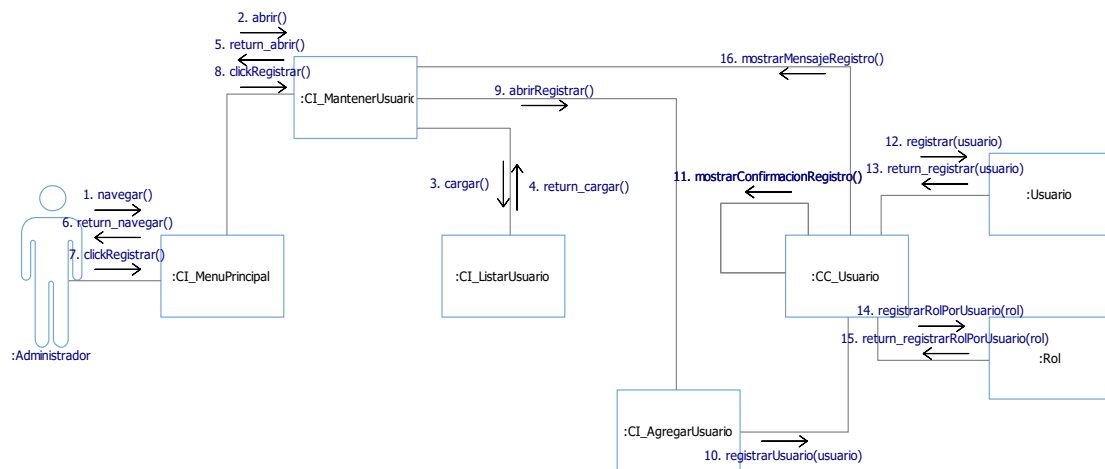 2. abrir()
5. return_abrir()
8. clickRegistrar()
:CI_MantenerUsuario
16. mostrarMensajeRegistro()
9. abrirRegistrar()
12. registrar(usuario)
13. return_registrar(usuario)
:Usuario
3. cargar()
4. return_cargar()
11. mostrarConfirmacionRegistro()
1. navegar()
6. return_navegar()
7. clickRegistrar()
:CI_MenuPrincipal
:CI_ListarUsuario
:CC_Usuario
:Administrador
14. registrarRolPorUsuario(rol)
15. return_registrarRolPorUsuario(rol)
:Rol
:CI_AgregarUsuario
10. registrarUsuario(usuario)